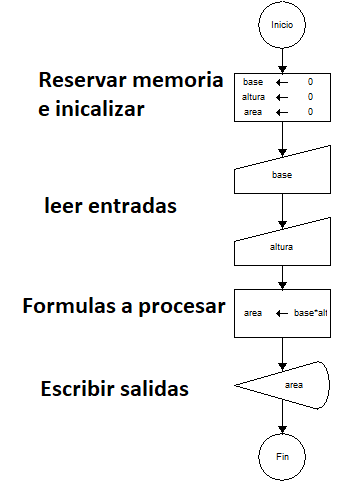 Inicio
Reservar memoria
e inicalizar
base ← 0
altura ← 0
area ← 0
base
leer entradas
altura
Formulas a procesar
area ← base*alt
Escribir salidas
area
Fin